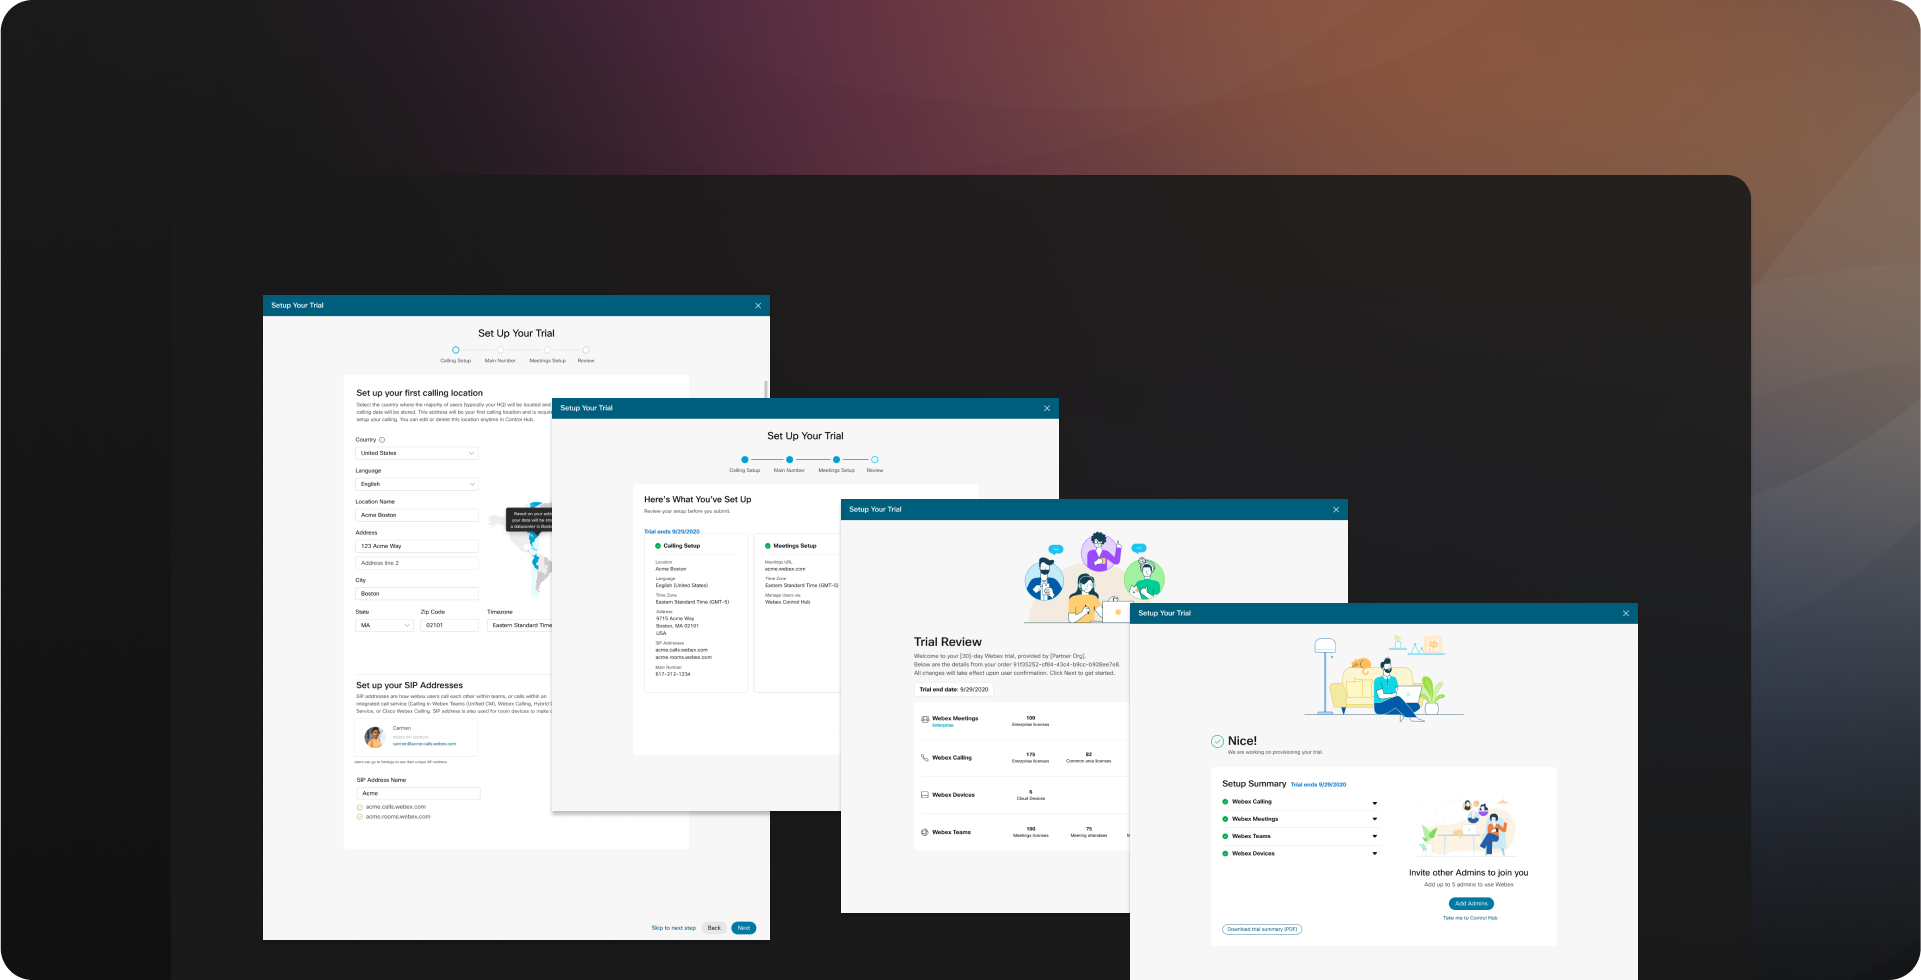 Setup Your Trial
Set Up Your Trial
Calling Setup
Main Number
Meetings Setup
Review
Set up your first calling location
Select the country where the majority of users (typically your HQ) will be located and
calling data will be stored. This address will be your first calling location and is
setup your calling. You can edit or delete this location anytime in Control Hub.
Country
United States
Language
English
Location Name
Acme Boston
Address
123 Acme Way
Address line 2
City
Boston
State
Zip Code
Timezone
MA
02101
Eastern Standard Time
Based on your
your data will be
a datacenter in
Set up your SIP Addresses
SIP addresses are how webex users call each other within teams, or calls within an
integrated call service (Calling in Webex Teams (Unified CM), Webex Calling, Hybrid
Service, or Cisco Webex Calling. SIP address is also used for room devices to make
Carmen
carmen@acme.calls.webex.com
Users can go to Settings to see their unique SIP address.
SIP Address Name
Acme
acme.calls.webex.com
acme.rooms.webex.com
Skip to next step
Back
Next
Setup Your Trial
Set Up Your Trial
Calling Setup
Main Number
Meetings Setup
Review
Here's What You've Set Up
Review your setup before you submit.
Trial ends 9/29/2020
Calling Setup
Location
Acme Boston
Language
English (United States)
Time Zone
Eastern Standard Time (GMT-5)
Address
9715 Acme Way
Boston, MA 02101
USA
SIP Addresses
acme.calls.webex.com
acme.rooms.webex.com
Main Number
617-212-1234
Meetings Setup
Meetings URL
acme.webex.com
Time Zone
Eastern Standard Time (GMT-5)
Manage Users via
Webex Control Hub
Setup Your Trial
Trial Review
Welcome to your [30]-day Webex trial, provided by [Partner Org].
Below are the details from your order 91f35252-cf84-43c4-b9cc-b928ee7e8.
All changes will take effect upon user confirmation. Click Next to get started.
Trial end date: 9/29/2020
Webex Meetings
Enterprise
100
Enterprise licenses
Webex Calling
175
Enterprise licenses
82
Common area licenses
Webex Devices
6
Cloud Devices
Webex Teams
100
Meetings licenses
75
Meeting attendees
Setup Your Trial
Nice!
We are working on provisioning your trial.
Setup Summary
Trial ends 9/29/2020
Webex Calling
Webex Meetings
Webex Teams
Webex Devices
Download trial summary (PDF)
Invite other Admins to join you
Add up to 5 admins to use Webex
Add Admins
Take me to Control Hub